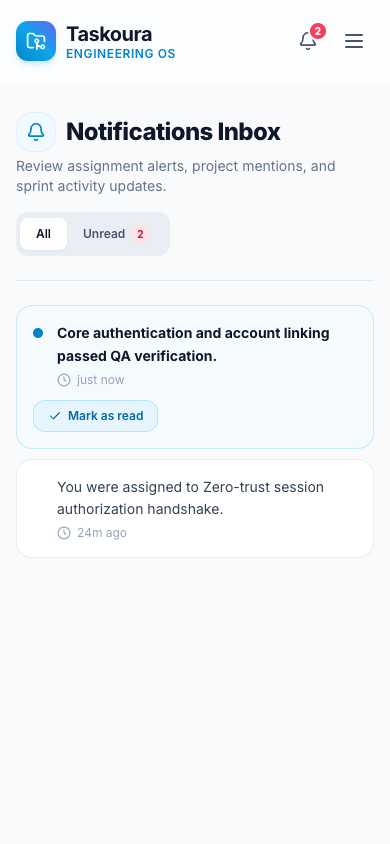 Taskoura
ENGINEERING OS
2
Notifications Inbox
Review assignment alerts, project mentions, and
sprint activity updates.
All
Unread 2
Core authentication and account linking
passed QA verification.
just now
Mark as read
You were assigned to Zero-trust session
authorization handshake.
24m ago